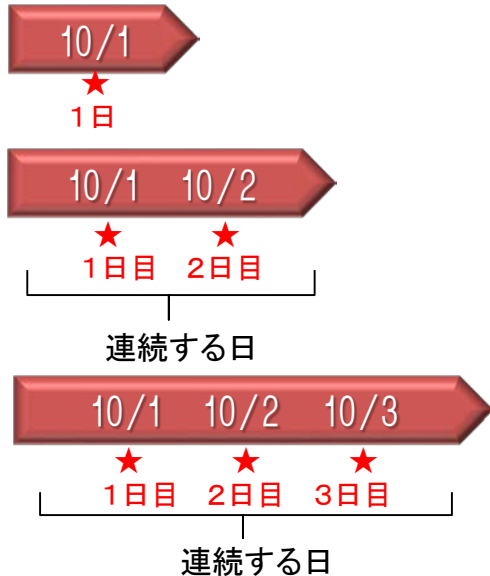 10/1
★
1日
10/1 10/2
★ ★
1日目 2日目
連続する日
10/1 10/2 10/3
★ ★ ★
1日目 2日目 3日目
連続する日